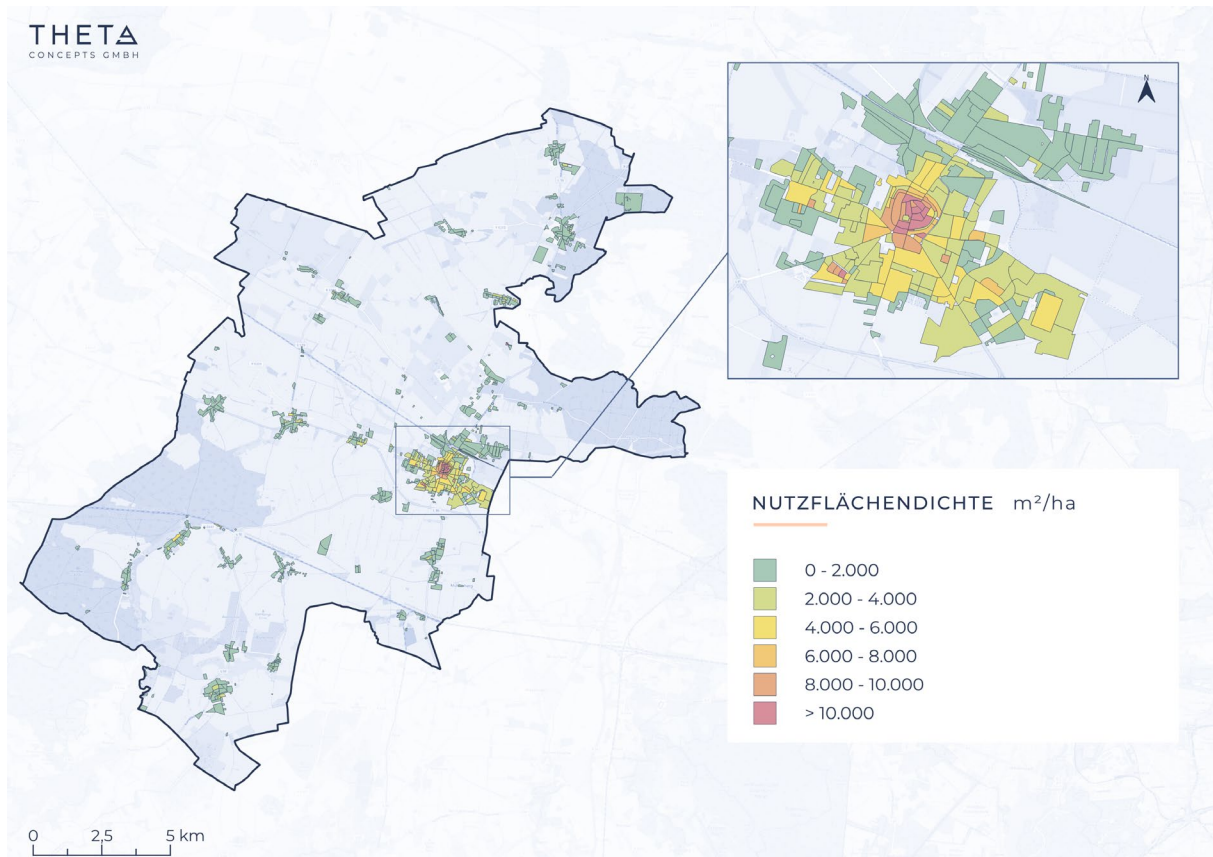 THETA
CONCEPTS GMBH
N
NUTZFLÄCHENDICHTE m²/ha
0 - 2.000
2.000 - 4.000
4.000 - 6.000
6.000 - 8.000
8.000 - 10.000
> 10.000
0 2,5 5 km